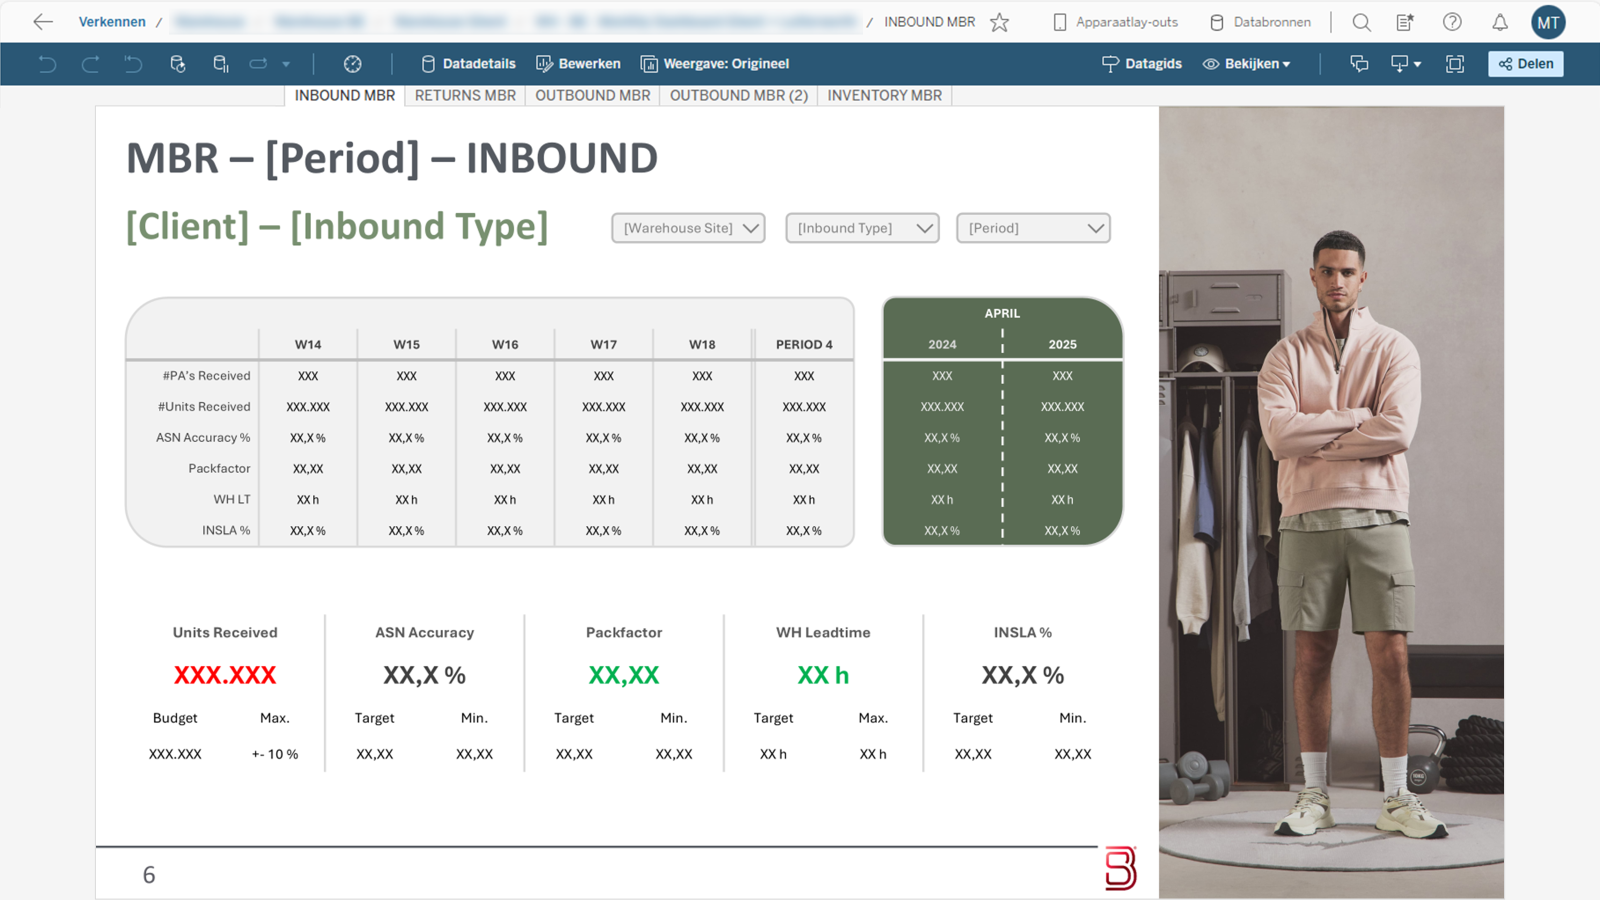 Verkennen / / INBOUND MBR Apparaatlay-outs Databronnen MT
Datadetails Bewerken Weergave: Origineel Datagids Bekijken Delen
INBOUND MBR RETURNS MBR OUTBOUND MBR OUTBOUND MBR (2) INVENTORY MBR
MBR – [Period] – INBOUND
[Client] – [Inbound Type]
[Warehouse Site] [Inbound Type] [Period]
W14 W15 W16 W17 W18 PERIOD 4
#PA's Received XXX XXX XXX XXX XXX XXX
#Units Received XXX.XXX XXX.XXX XXX.XXX XXX.XXX XXX.XXX XXX.XXX
ASN Accuracy % XX,X % XX,X % XX,X % XX,X % XX,X % XX,X %
Packfactor XX,XX XX,XX XX,XX XX,XX XX,XX XX,XX
WH LT XX h XX h XX h XX h XX h XX h
INSLA % XX,X % XX,X % XX,X % XX,X % XX,X % XX,X %
APRIL
2024 2025
XXX XXX
XXX.XXX XXX.XXX
XX,X % XX,X %
XX,XX XX,XX
XX h XX h
XX,X % XX,X %
Units Received
XXX.XXX
Budget Max.
XXX.XXX +- 10 %
ASN Accuracy
XX,X %
Target Min.
XX,XX XX,XX
Packfactor
XX,XX
Target Min.
XX,XX XX,XX
WH Leadtime
XX h
Target Max.
XX h XX h
INSLA %
XX,X %
Target Min.
XX,XX XX,XX
6